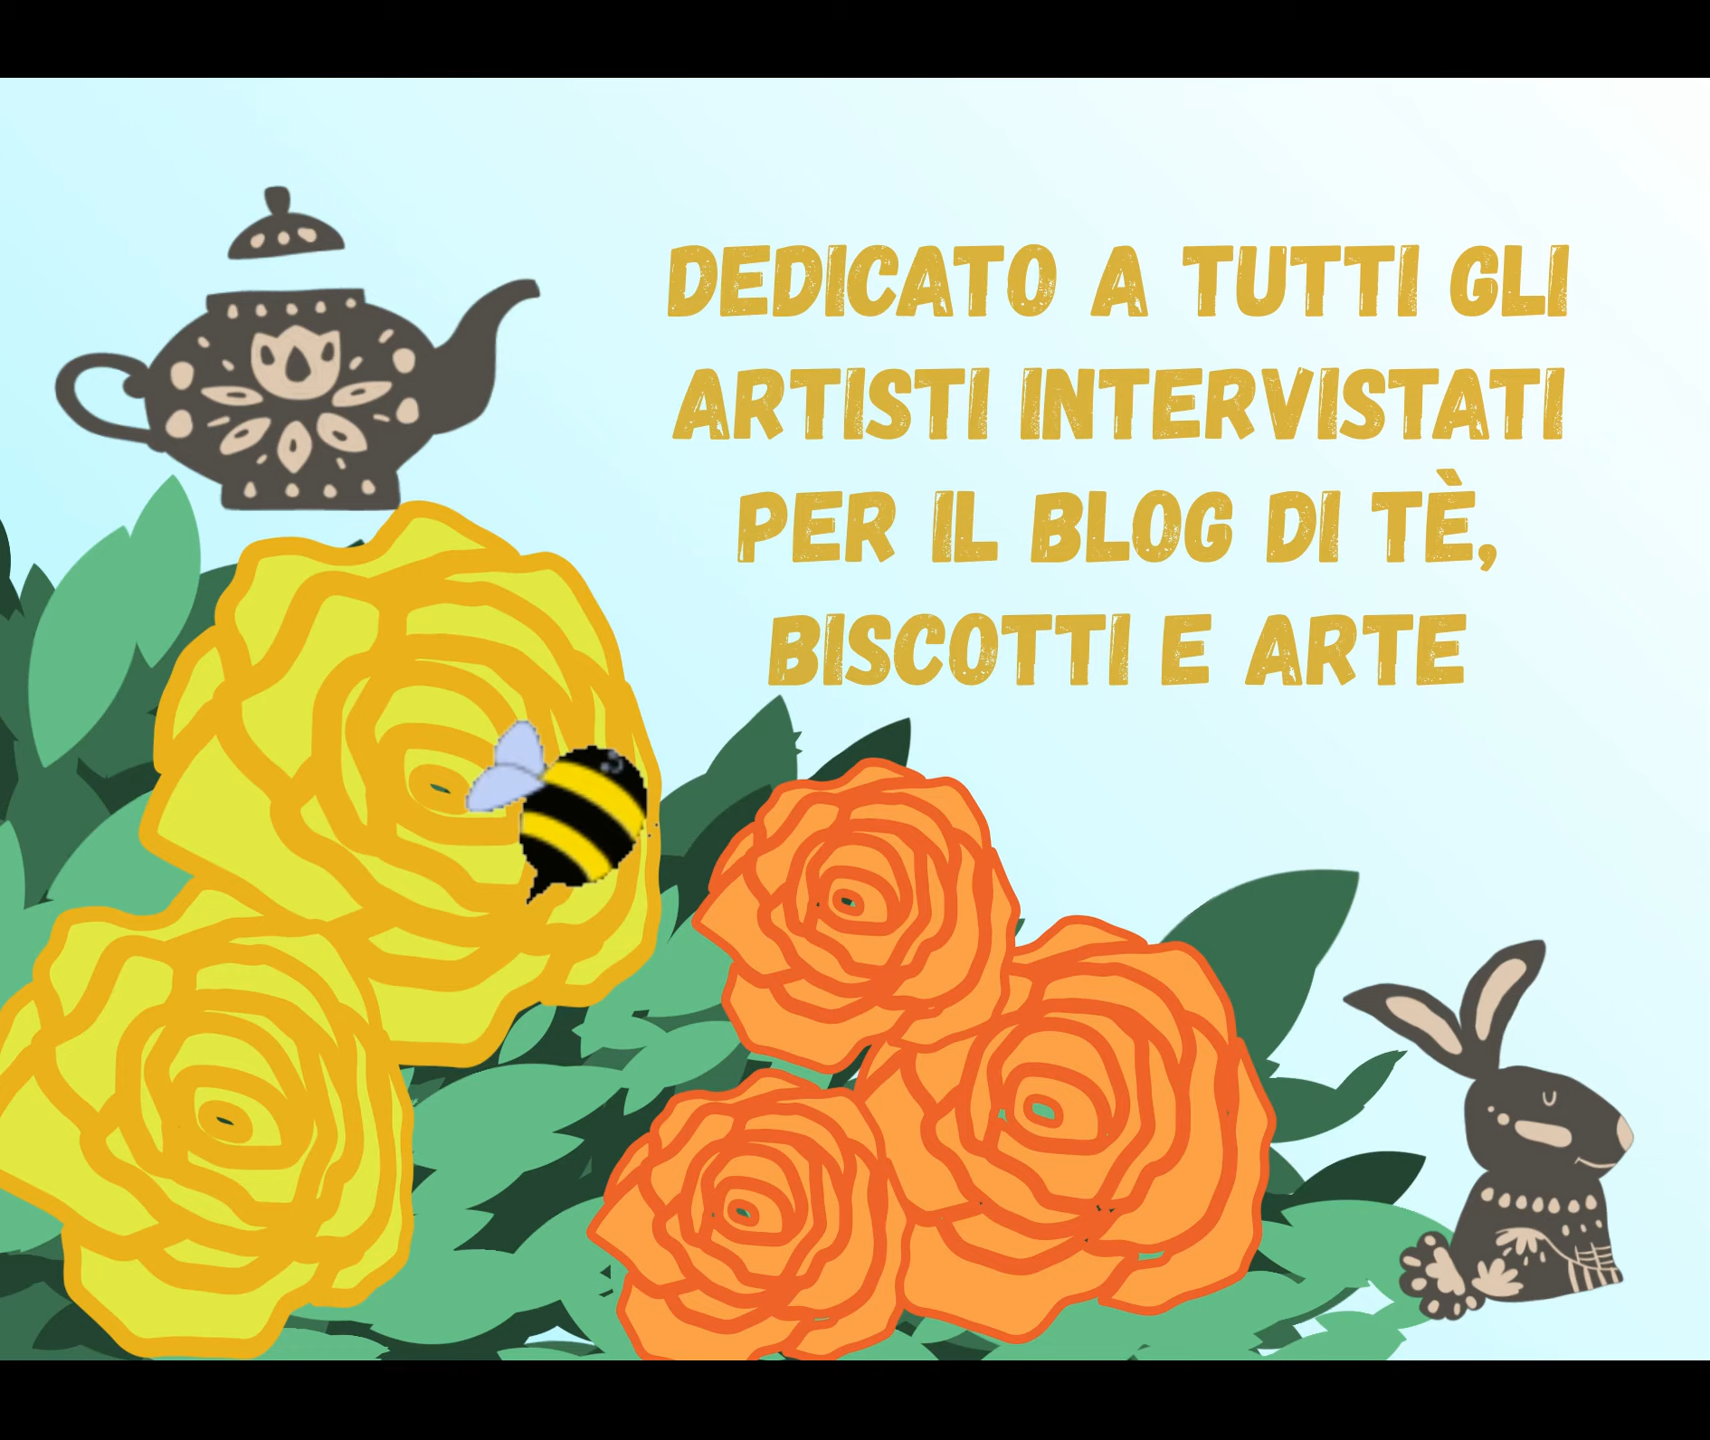 DEDICATO A TUTTI GLI
ARTISTI INTERVISTATI
PER IL BLOG DI TÈ,
BISCOTTI E ARTE